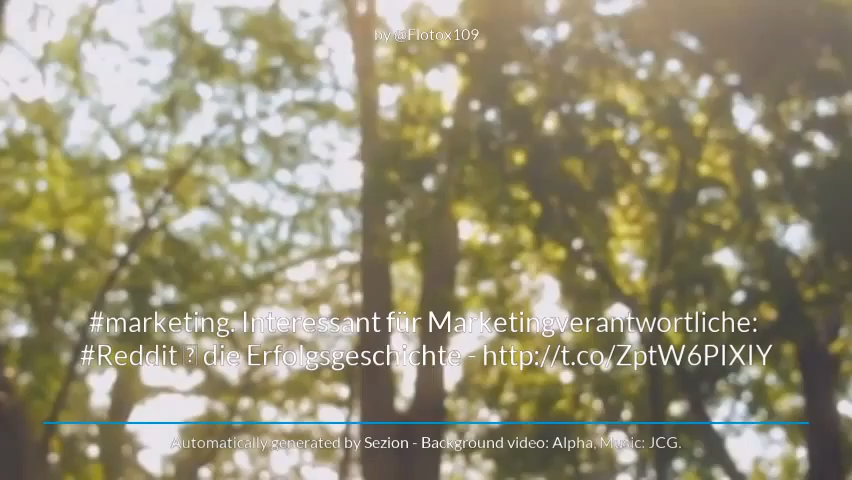 by @Flotox109
#marketing. Interessant für Marketingverantwortliche:
#Reddit ? die Erfolgsgeschichte - http://t.co/ZptW6PIXIY
Automatically generated by Sezion - Background video: Alpha, Music: JCG.